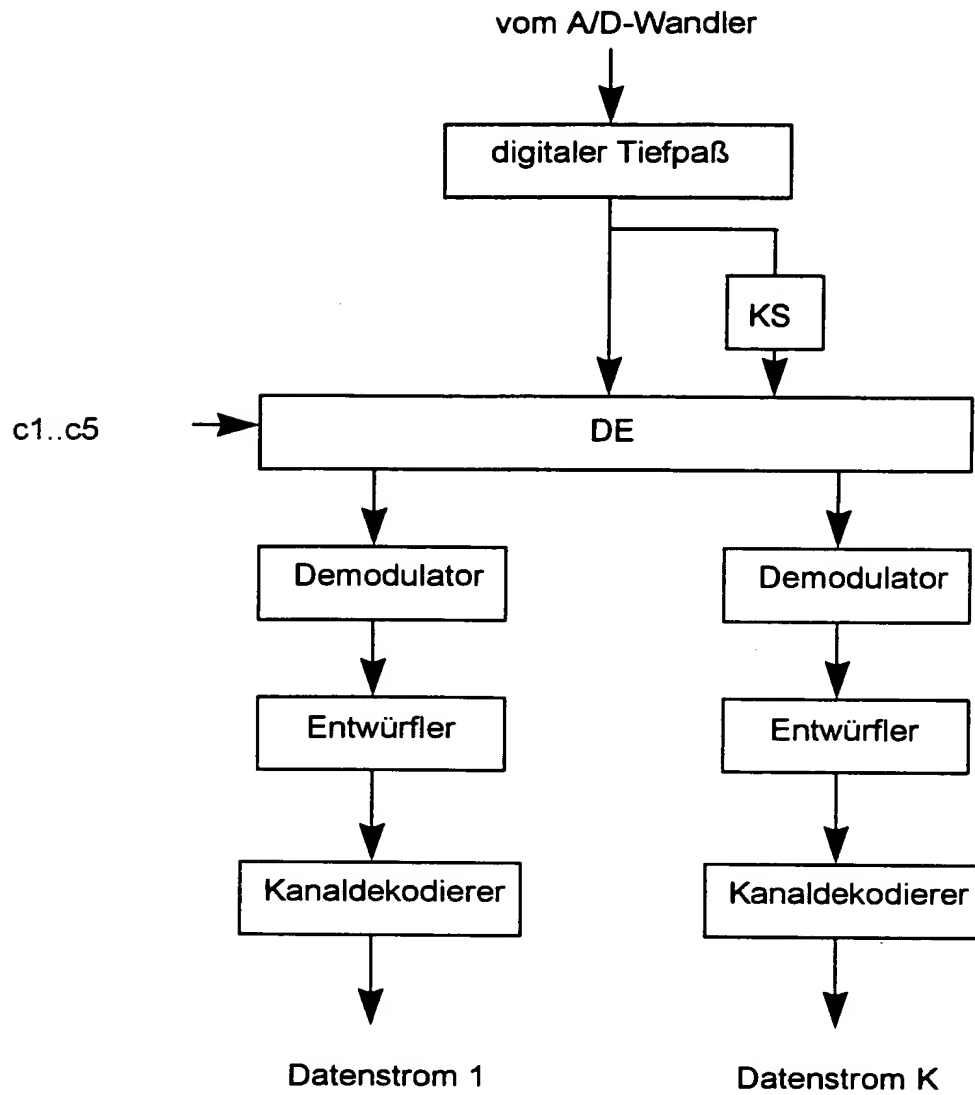 vom A/D-Wandler
digitaler Tiefpaß
KS
c1..c5
DE
Demodulator
Demodulator
Entwürfler
Entwürfler
Kanaldekodierer
Kanaldekodierer
Datenstrom 1
Datenstrom K